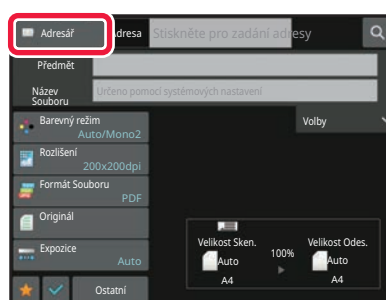 Adresář
Adresa
Stiskněte pro zadání adresy
Předmět
Název
Souboru
Určeno pomocí systémových nastavení
Barevný režim
Auto/Mono2
Volby
Rozlišení
200x200dpi
Formát Souboru
PDF
Originál
Expozice
Auto
Ostatní
Velikost Sken.
Auto
A4
100%
Velikost Odes.
Auto
A4